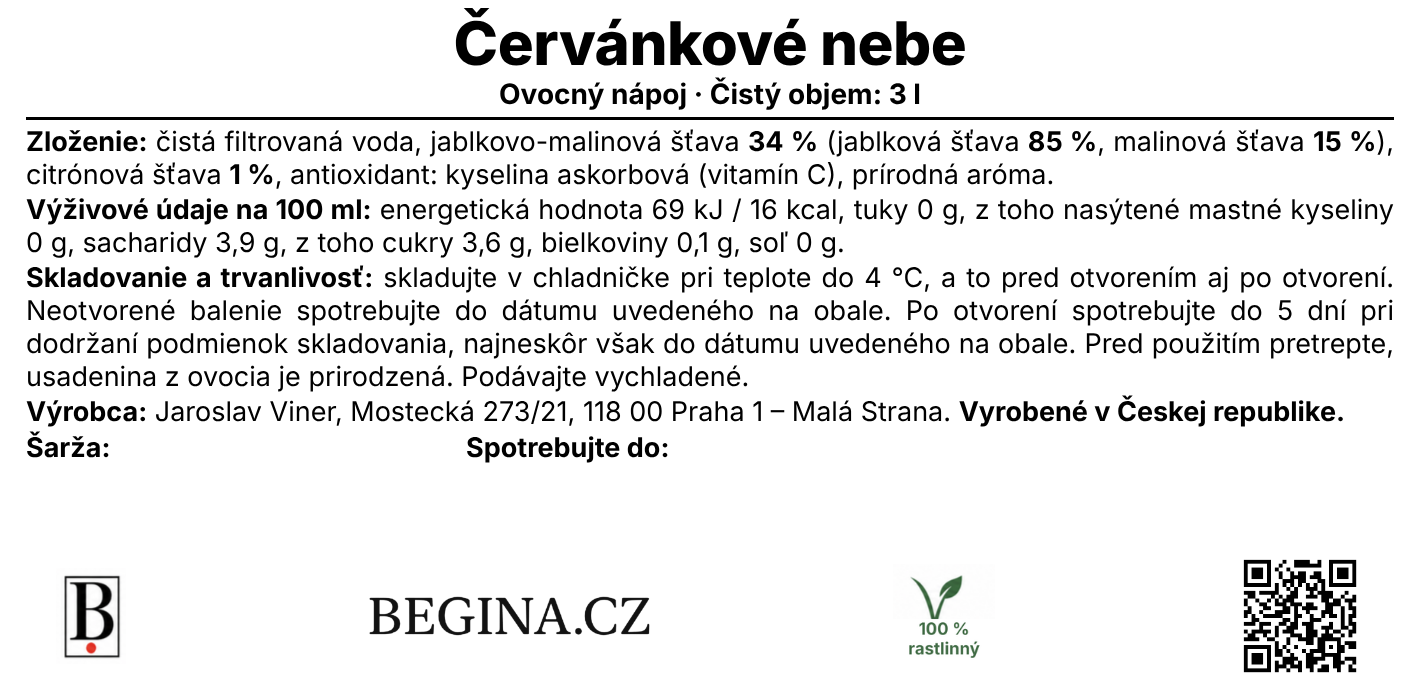 Červánkové nebe
Ovocný nápoj · Čistý objem: 3 l
Zloženie: čistá filtrovaná voda, jablkovo-malinová šťava 34 % (jablková šťava 85 %, malinová šťava 15 %),
citrónová šťava 1 %, antioxidant: kyselina askorbová (vitamín C), prírodná aróma.
Výživové údaje na 100 ml: energetická hodnota 69 kJ / 16 kcal, tuky 0 g, z toho nasýtené mastné kyseliny
0 g, sacharidy 3,9 g, z toho cukry 3,6 g, bielkoviny 0,1 g, soľ 0 g.
Skladovanie a trvanlivosť: skladujte v chladničke pri teplote do 4 °C, a to pred otvorením aj po otvorení.
Neotvorené balenie spotrebujte do dátumu uvedeného na obale. Po otvorení spotrebujte do 5 dní pri
dodržaní podmienok skladovania, najneskôr však do dátumu uvedeného na obale. Pred použitím pretrepte,
usadenina z ovocia je prirodzená. Podávajte vychladené.
Výrobca: Jaroslav Viner, Mostecká 273/21, 118 00 Praha 1 – Malá Strana. Vyrobené v Českej republike.
Šarža: Spotrebujte do:
B
BEGINA.CZ
100 %
rastlinný